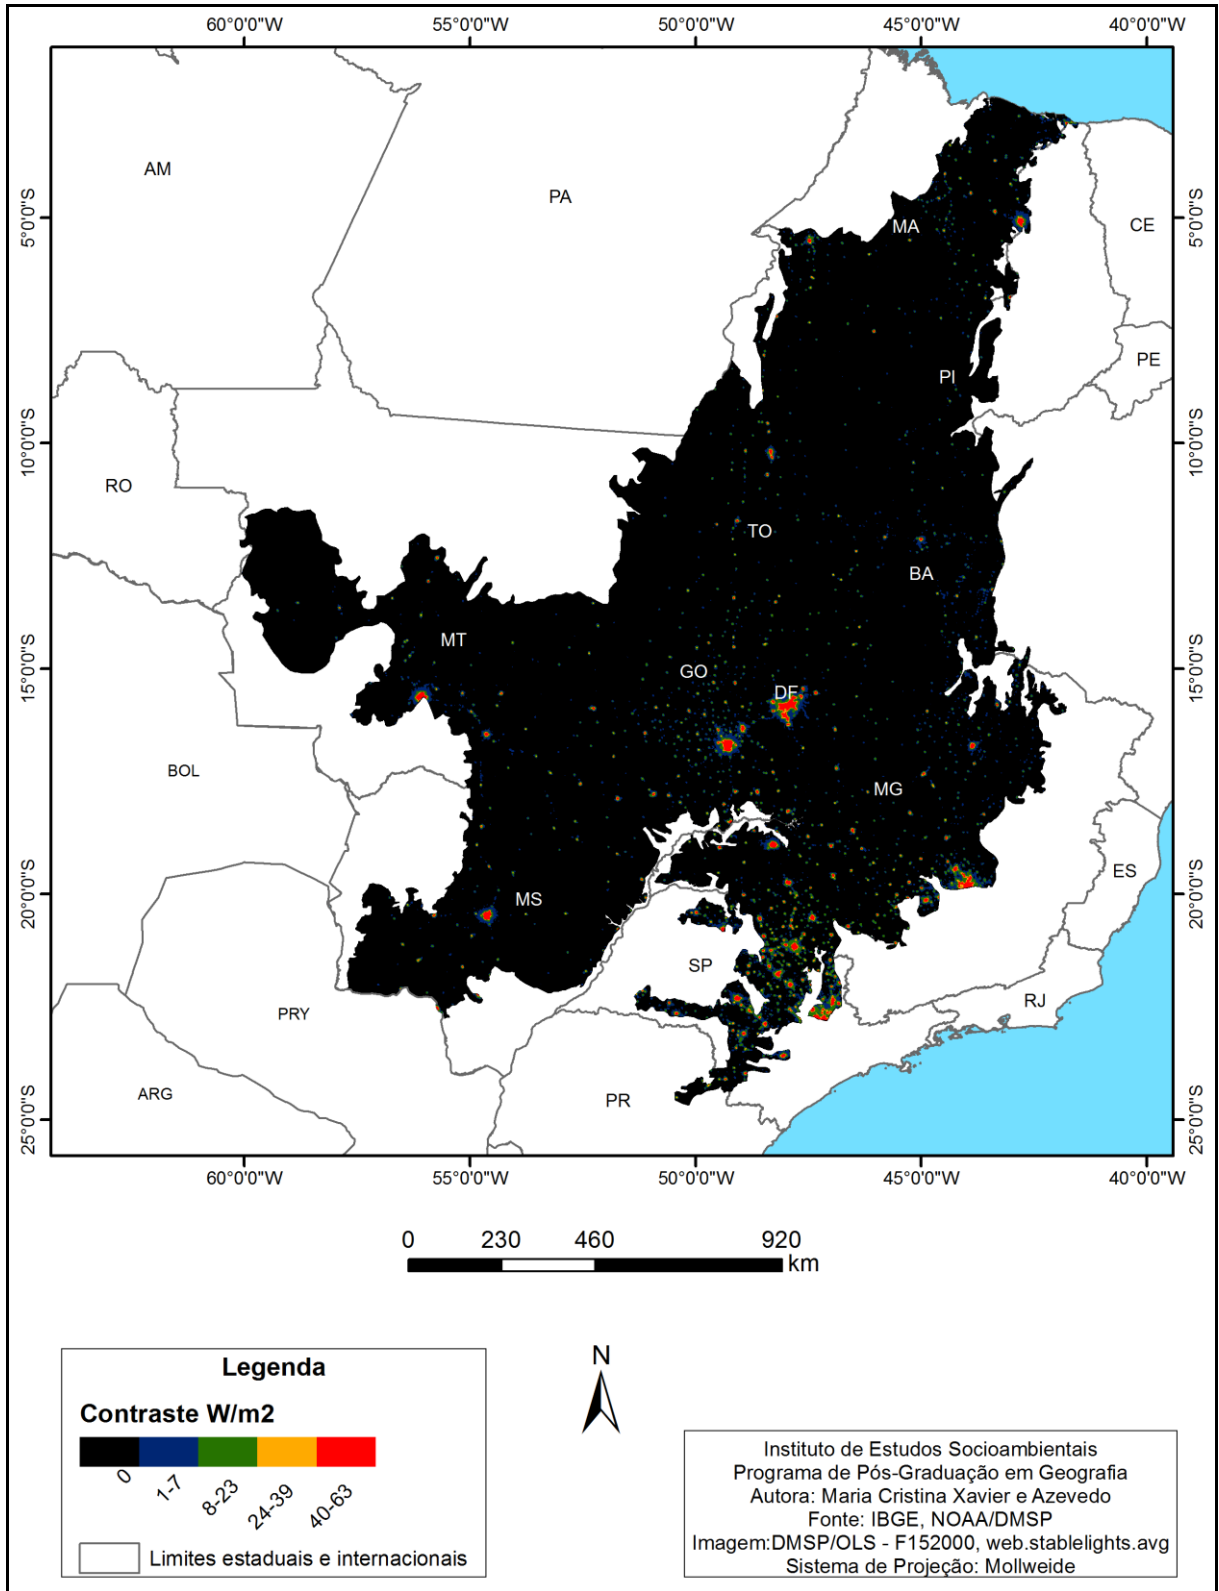 60°0'0"W 55°0'0"W 50°0'0"W 45°0'0"W 40°0'0"W
AM
PA
5°0'0"S
MA
CE
5°0'0"S
PE
PI
10°0'0"S
10°0'0"S
RO
TO
BA
MT
15°0'0"S
GO
DF
15°0'0"S
BOL
MG
ES
20°0'0"S
MS
20°0'0"S
SP
RJ
PRY
ARG
PR
25°0'0"S
25°0'0"S
60°0'0"W 55°0'0"W 50°0'0"W 45°0'0"W 40°0'0"W
0 230 460 920
km
N
Legenda
Contraste W/m2
0 1-7 8-23 24-39 40-63
Limites estaduais e internacionais
Instituto de Estudos Socioambientais
Programa de Pós-Graduação em Geografia
Autora: Maria Cristina Xavier e Azevedo
Fonte: IBGE, NOAA/DMSP
Imagem:DMSP/OLS - F152000, web.stablelights.avg
Sistema de Projeção: Mollweide